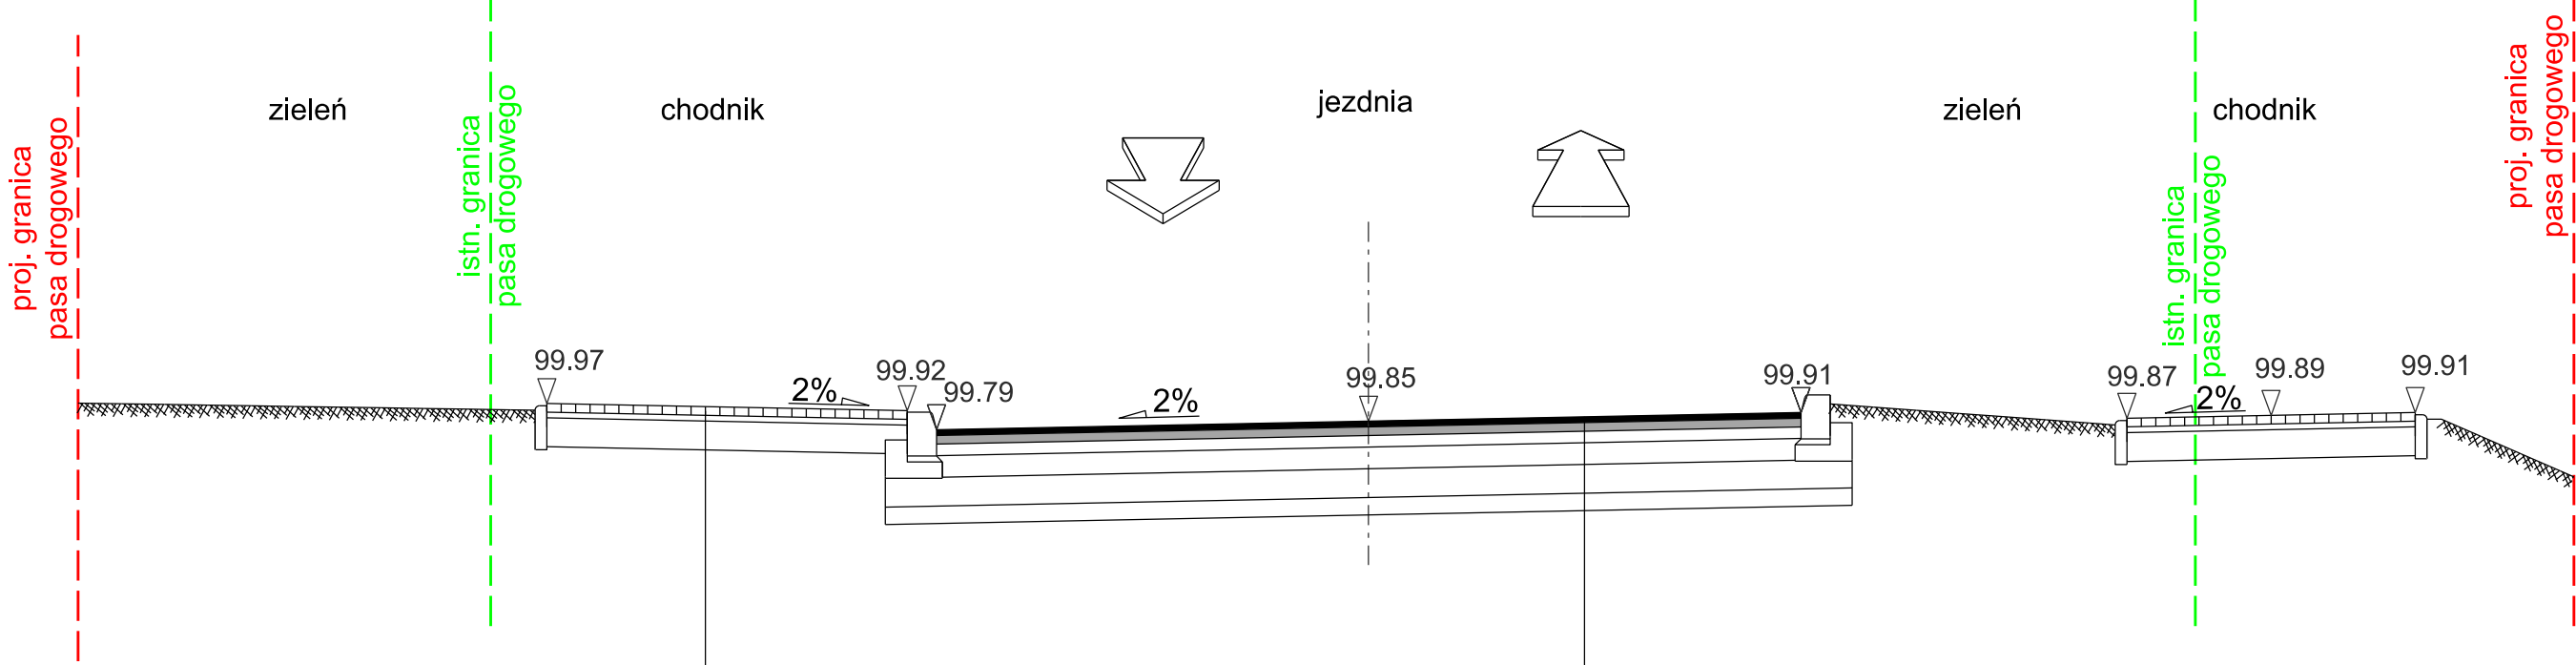 proj. granica
pasa drogowego
zieleń
istn. granica
pasa drogowego
chodnik
jezdnia
zieleń
istn. granica
pasa drogowego
chodnik
proj. granica
pasa drogowego
99.97
2%
99.92
99.79
2%
99.85
99.91
99.87
2%
99.89
99.91